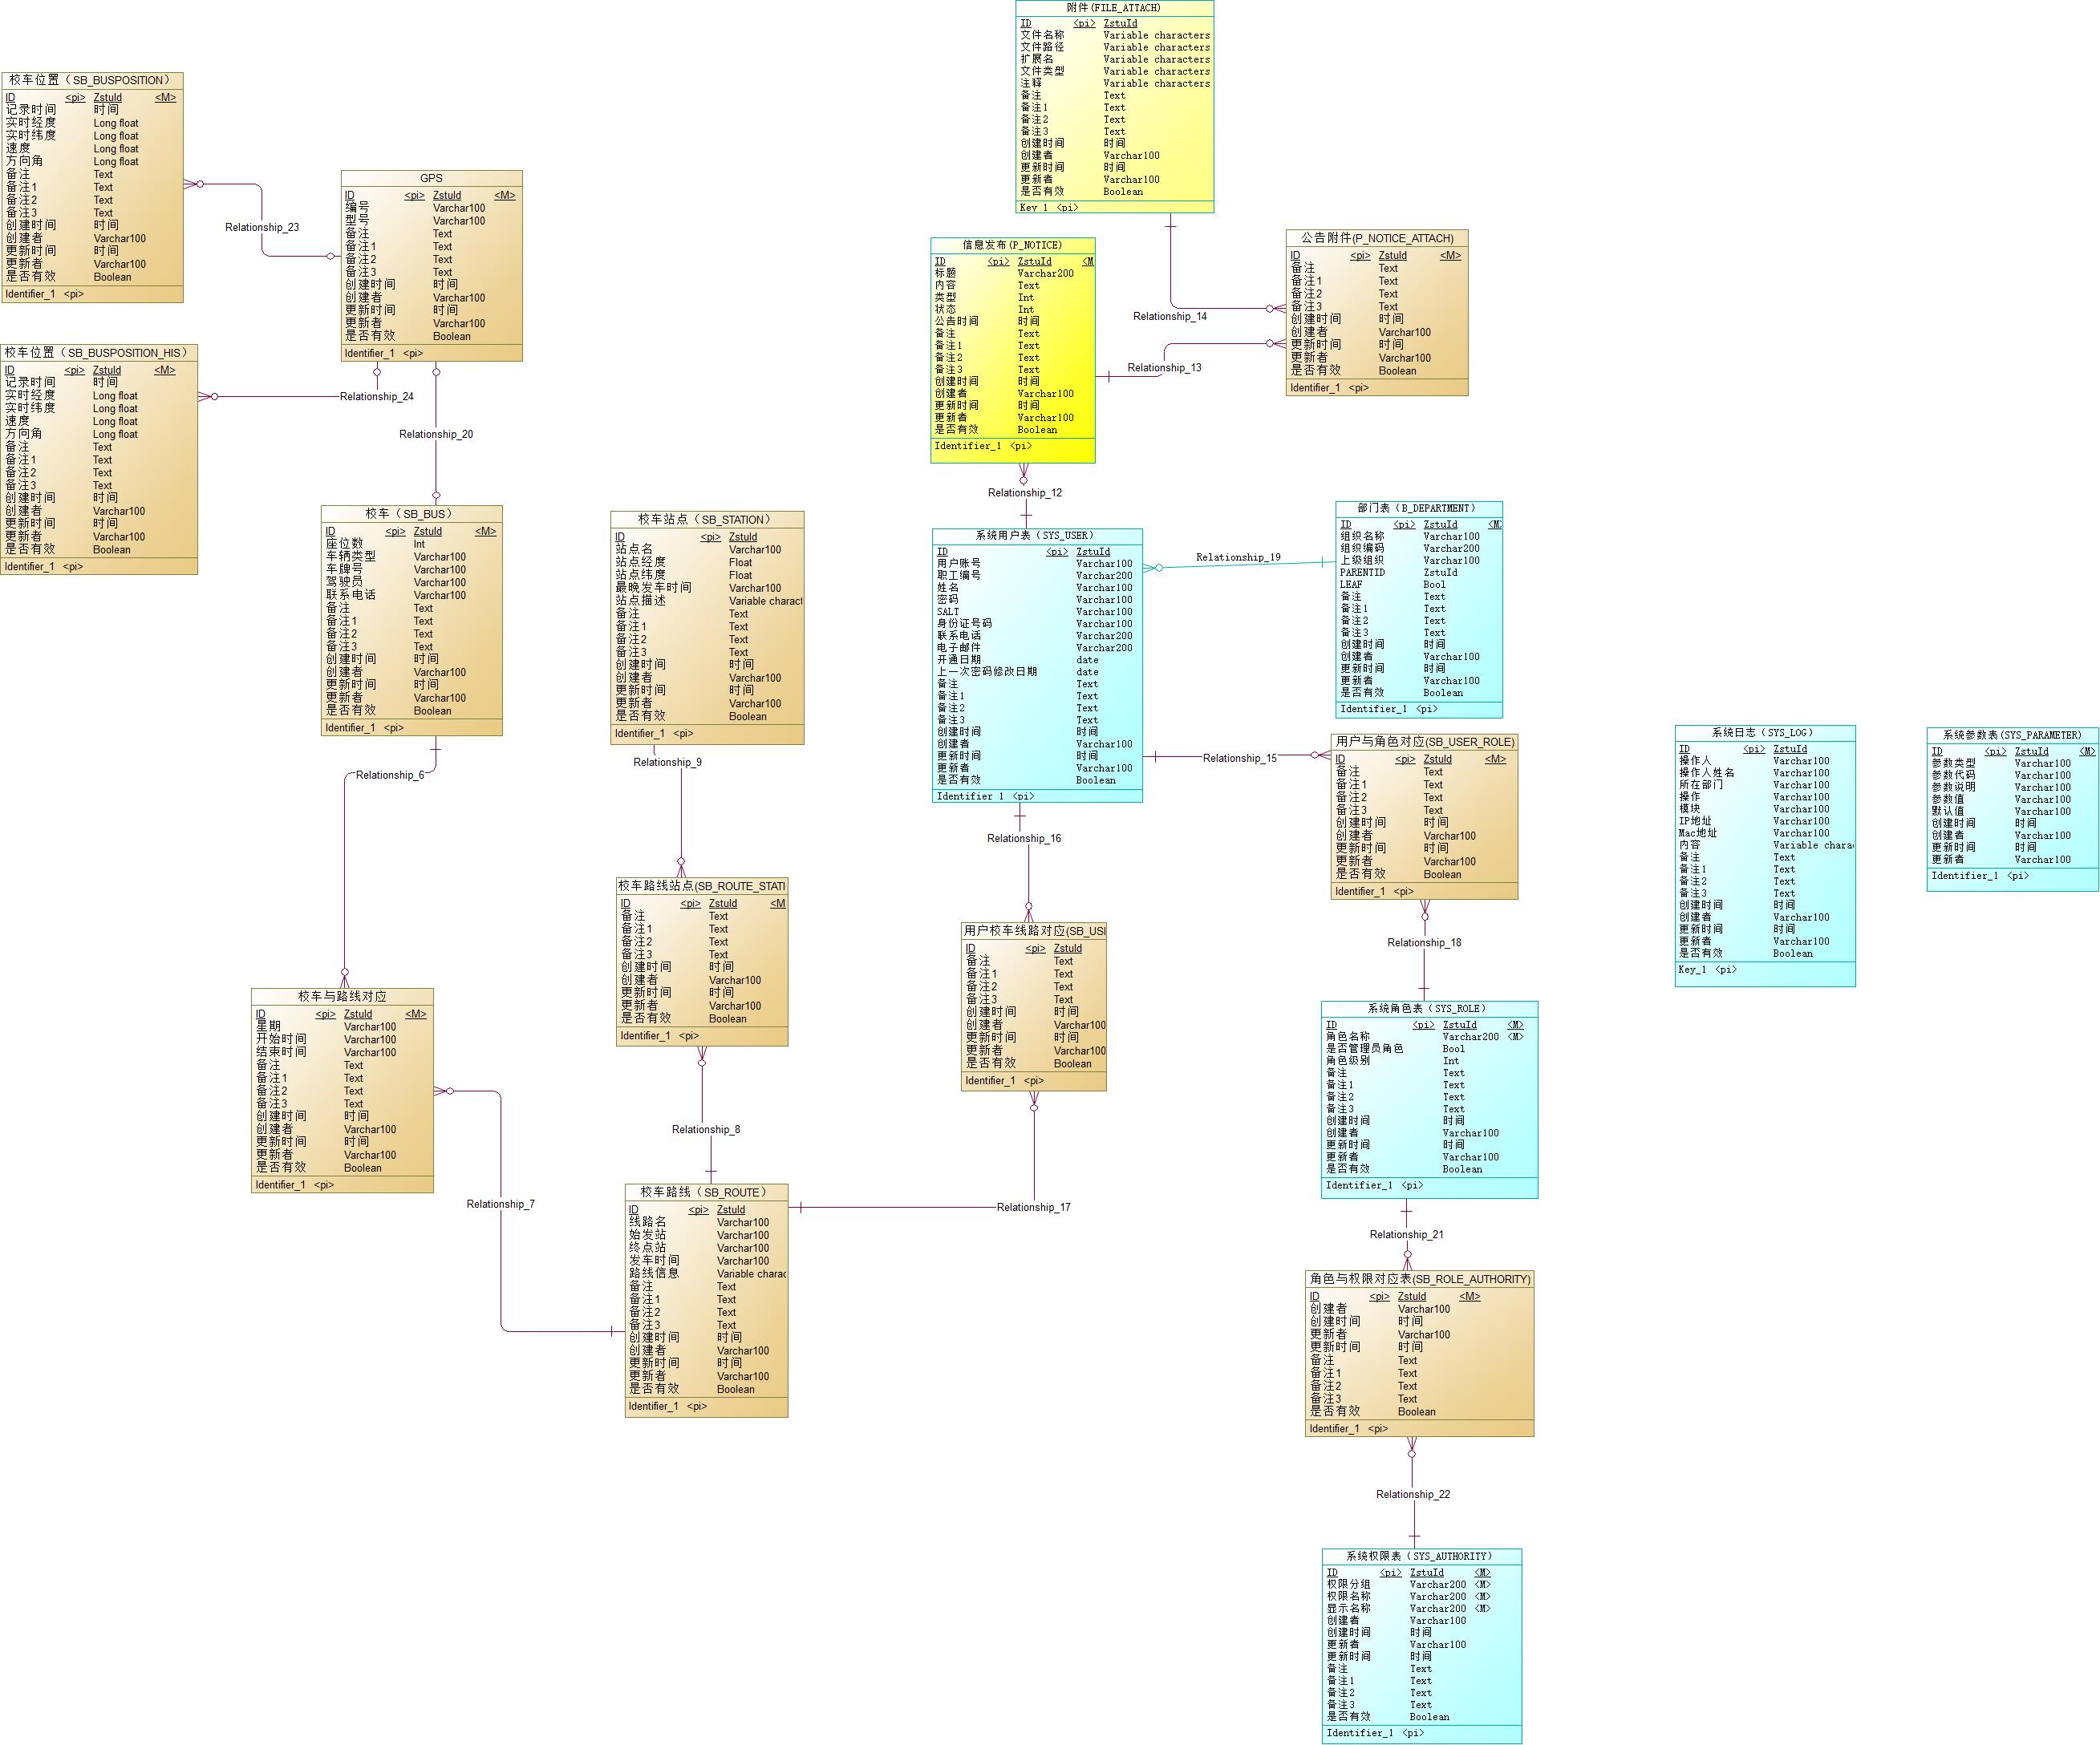 附件(FILE_ATTACH)
ID <pi> ZstuId
文件名称 Variable characters
文件路径 Variable characters
扩展名 Variable characters
文件类型 Variable characters
注释 Variable characters
备注 Text
备注1 Text
备注2 Text
备注3 Text
创建时间 时间
创建者 Varchar100
更新时间 时间
更新者 Varchar100
是否有效 Boolean
Key_1 <pi>
校车位置（SB_BUSPOSITION）
ID <pi> ZstuId <M>
记录时间 时间
实时经度 Long float
实时纬度 Long float
速度 Long float
方向角 Long float
备注 Text
备注1 Text
备注2 Text
备注3 Text
创建时间 时间
创建者 Varchar100
更新时间 时间
更新者 Varchar100
是否有效 Boolean
Identifier_1 <pi>
Relationship_23
GPS
ID <pi> ZstuId <M>
编号 Varchar100
型号 Varchar100
备注 Text
备注1 Text
备注2 Text
备注3 Text
创建时间 时间
创建者 Varchar100
更新时间 时间
更新者 Varchar100
是否有效 Boolean
Identifier_1 <pi>
校车位置（SB_BUSPOSITION_HIS）
ID <pi> ZstuId <M>
记录时间 时间
实时经度 Long float
实时纬度 Long float
速度 Long float
方向角 Long float
备注 Text
备注1 Text
备注2 Text
备注3 Text
创建时间 时间
创建者 Varchar100
更新时间 时间
更新者 Varchar100
是否有效 Boolean
Identifier_1 <pi>
Relationship_24
Relationship_20
信息发布(P_NOTICE)
ID <pi> ZstuId <M
标题 Varchar200
内容 Text
类型 Int
状态 Int
公告时间 时间
备注 Text
备注1 Text
备注2 Text
备注3 Text
创建时间 时间
创建者 Varchar100
更新时间 时间
更新者 Varchar100
是否有效 Boolean
Identifier_1 <pi>
公告附件(P_NOTICE_ATTACH)
ID <pi> ZstuId <M>
备注 Text
备注1 Text
备注2 Text
备注3 Text
创建时间 时间
创建者 Varchar100
更新时间 时间
更新者 Varchar100
是否有效 Boolean
Identifier_1 <pi>
Relationship_14
Relationship_13
Relationship_12
校车（SB_BUS）
ID <pi> ZstuId <M>
座位数 Int
车辆类型 Varchar100
车牌号 Varchar100
驾驶员 Varchar100
联系电话 Varchar100
备注 Text
备注1 Text
备注2 Text
备注3 Text
创建时间 时间
创建者 Varchar100
更新时间 时间
更新者 Varchar100
是否有效 Boolean
Identifier_1 <pi>
校车站点（SB_STATION）
ID <pi> ZstuId
站点名 Varchar100
站点经度 Float
站点纬度 Float
最晚发车时间 Varchar100
站点描述 Variable charact
备注 Text
备注1 Text
备注2 Text
备注3 Text
创建时间 时间
创建者 Varchar100
更新时间 时间
更新者 Varchar100
是否有效 Boolean
Identifier_1 <pi>
系统用户表（SYS_USER）
ID <pi> ZstuId
用户账号 Varchar100
职工编号 Varchar200
姓名 Varchar100
密码 Varchar100
SALT Varchar100
身份证号码 Varchar100
联系电话 Varchar200
电子邮件 Varchar200
开通日期 date
上一次密码修改日期 date
备注 Text
备注1 Text
备注2 Text
备注3 Text
创建时间 时间
创建者 Varchar100
更新时间 时间
更新者 Varchar100
是否有效 Boolean
Identifier_1 <pi>
Relationship_19
部门表（B_DEPARTMENT）
ID <pi> ZstuId <M
组织名称 Varchar100
组织编码 Varchar200
上级组织 Varchar100
PARENTID ZstuId
LEAF Bool
备注 Text
备注1 Text
备注2 Text
备注3 Text
创建时间 时间
创建者 Varchar100
更新时间 时间
更新者 Varchar100
是否有效 Boolean
Identifier_1 <pi>
Relationship_15
用户与角色对应(SB_USER_ROLE)
ID <pi> ZstuId <M>
备注 Text
备注1 Text
备注2 Text
备注3 Text
创建时间 时间
创建者 Varchar100
更新时间 时间
更新者 Varchar100
是否有效 Boolean
Identifier_1 <pi>
系统日志（SYS_LOG）
ID <pi> ZstuId
操作人 Varchar100
操作人姓名 Varchar100
所在部门 Varchar100
操作 Varchar100
模块 Varchar100
IP地址 Varchar100
Mac地址 Varchar100
内容 Variable chara
备注 Text
备注1 Text
备注2 Text
备注3 Text
创建时间 时间
创建者 Varchar100
更新时间 时间
更新者 Varchar100
是否有效 Boolean
Key_1 <pi>
系统参数表(SYS_PARAMETER)
ID <pi> ZstuId <M>
参数类型 Varchar100
参数代码 Varchar100
参数说明 Varchar100
参数值 Varchar100
默认值 Varchar100
创建时间 时间
创建者 Varchar100
更新时间 时间
更新者 Varchar100
Identifier_1 <pi>
Relationship_6
Relationship_9
Relationship_16
Relationship_18
校车路线站点(SB_ROUTE_STATI
ID <pi> ZstuId <M
备注 Text
备注1 Text
备注2 Text
备注3 Text
创建时间 时间
创建者 Varchar100
更新时间 时间
更新者 Varchar100
是否有效 Boolean
Identifier_1 <pi>
用户校车线路对应(SB_USI
ID <pi> ZstuId
备注 Text
备注1 Text
备注2 Text
备注3 Text
创建时间 时间
创建者 Varchar100
更新时间 时间
更新者 Varchar100
是否有效 Boolean
Identifier_1 <pi>
校车与路线对应
ID <pi> ZstuId <M>
星期 Varchar100
开始时间 Varchar100
结束时间 Varchar100
备注 Text
备注1 Text
备注2 Text
备注3 Text
创建时间 时间
创建者 Varchar100
更新时间 时间
更新者 Varchar100
是否有效 Boolean
Identifier_1 <pi>
系统角色表（SYS_ROLE）
ID <pi> ZstuId <M>
角色名称 Varchar200 <M>
是否管理员角色 Bool
角色级别 Int
备注 Text
备注1 Text
备注2 Text
备注3 Text
创建时间 时间
创建者 Varchar100
更新时间 时间
更新者 Varchar100
是否有效 Boolean
Identifier_1 <pi>
Relationship_8
Relationship_7
Relationship_17
Relationship_21
校车路线（SB_ROUTE）
ID <pi> ZstuId
线路名 Varchar100
始发站 Varchar100
终点站 Varchar100
发车时间 Varchar100
路线信息 Variable charac
备注 Text
备注1 Text
备注2 Text
备注3 Text
创建时间 时间
创建者 Varchar100
更新时间 时间
更新者 Varchar100
是否有效 Boolean
Identifier_1 <pi>
角色与权限对应表(SB_ROLE_AUTHORITY)
ID <pi> ZstuId <M>
创建者 Varchar100
创建时间 时间
更新者 Varchar100
更新时间 时间
备注 Text
备注1 Text
备注2 Text
备注3 Text
是否有效 Boolean
Identifier_1 <pi>
Relationship_22
系统权限表（SYS_AUTHORITY）
ID <pi> ZstuId <M>
权限分组 Varchar200 <M>
权限名称 Varchar200 <M>
显示名称 Varchar200 <M>
创建者 Varchar100
创建时间 时间
更新者 Varchar100
更新时间 时间
备注 Text
备注1 Text
备注2 Text
备注3 Text
是否有效 Boolean
Identifier_1 <pi>